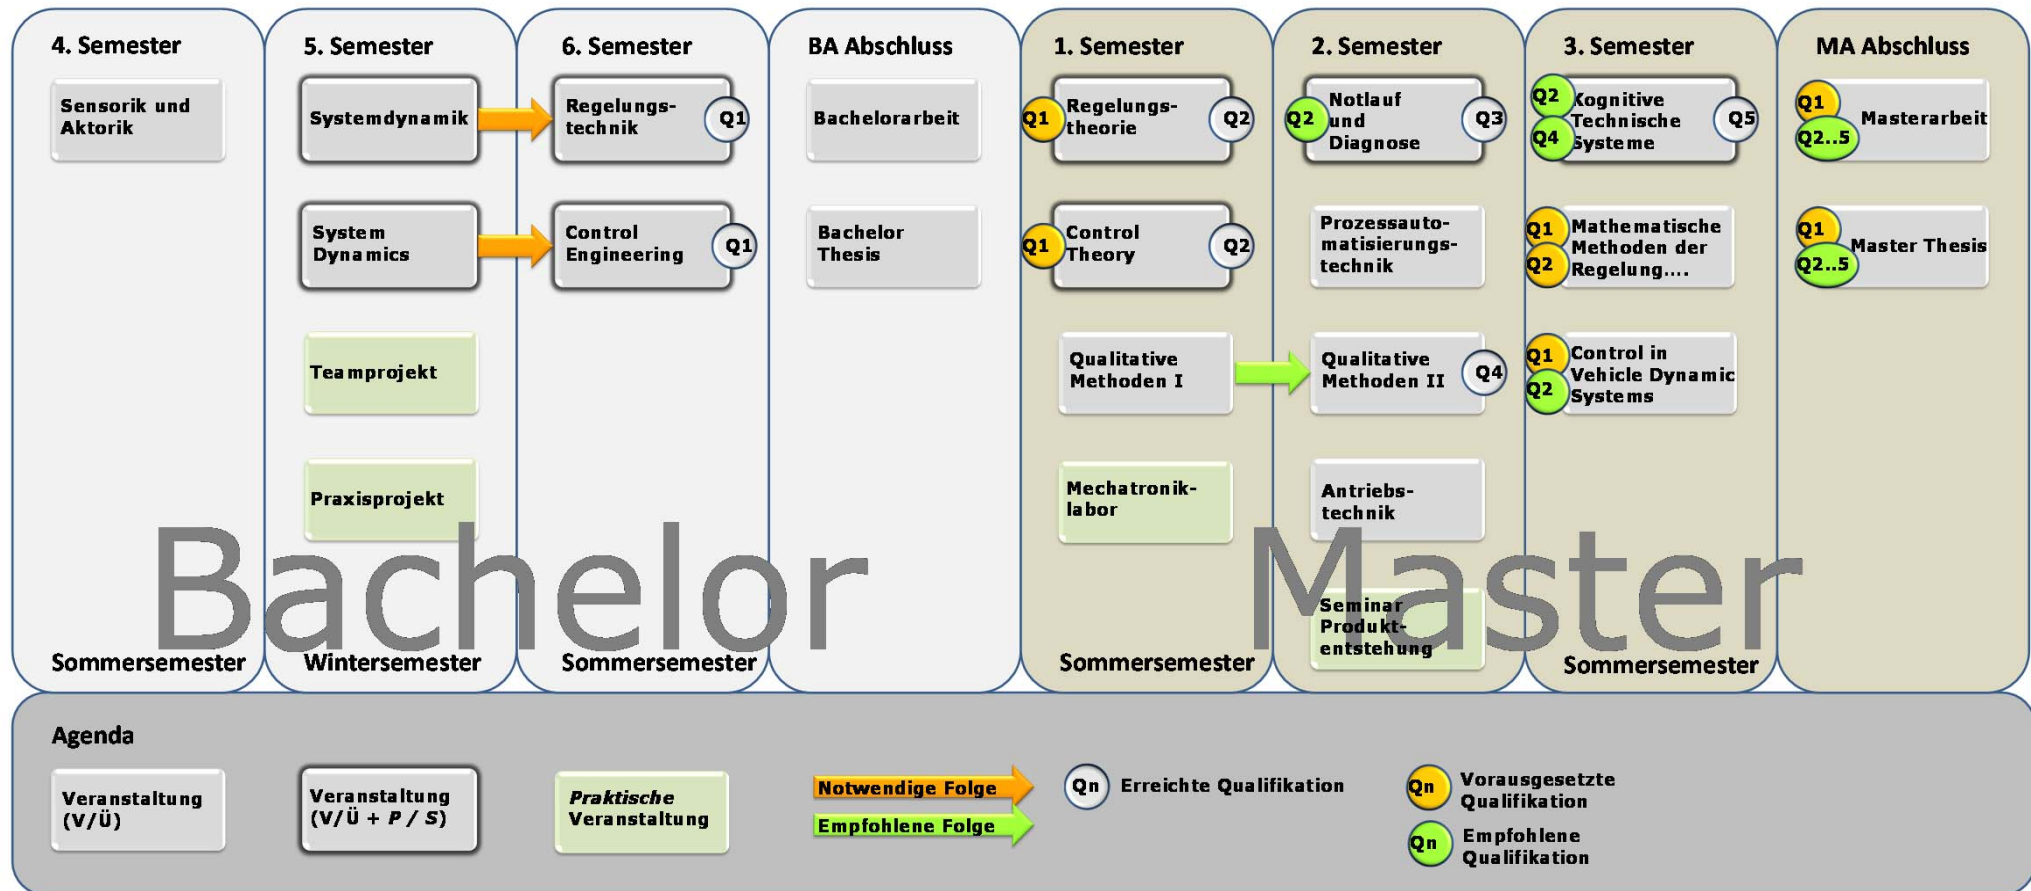 4. Semester
Sensorik und
Aktorik
Sommersemester
5. Semester
Systemdynamik
System
Dynamics
Teamprojekt
Praxisprojekt
Wintersemester
6. Semester
Regelungs-
technik
Q1
Control
Engineering
Q1
Sommersemester
BA Abschluss
Bachelorarbeit
Bachelor
Thesis
Bachelor
1. Semester
Q1
Regelungs-
theorie
Q2
Q1
Control
Theory
Q2
Qualitative
Methoden I
Mechatronik-
labor
Sommersemester
2. Semester
Q2
Notlauf
und
Diagnose
Q3
Prozessauto-
matisierungs-
technik
Qualitative
Methoden II
Q4
Antriebs-
technik
Seminar
Produkt-
entstehung
3. Semester
Q2
Q4
Kognitive
Technische
Systeme
Q5
Q1
Q2
Mathematische
Methoden der
Regelung....
Q1
Q2
Control in
Vehicle Dynamic
Systems
Sommersemester
MA Abschluss
Q1
Q2..5
Masterarbeit
Q1
Q2..5
Master Thesis
Master
Agenda
Veranstaltung
(V/Ü)
Veranstaltung
(V/Ü + P / S)
Praktische
Veranstaltung
Notwendige Folge
Empfohlene Folge
Qn
Erreichte Qualifikation
Qn
Vorausgesetzte
Qualifikation
Qn
Empfohlene
Qualifikation